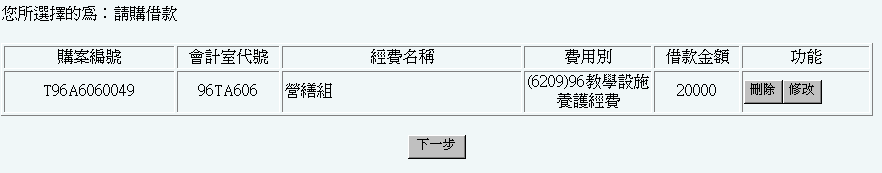 您所選擇的為：請購借款
購案編號 會計室代號 經費名稱 費用別 借款金額 功能
T96A6060049 96TA606 營繕組 (6209)96教學設施養護經費 20000 刪除 修改
下一步